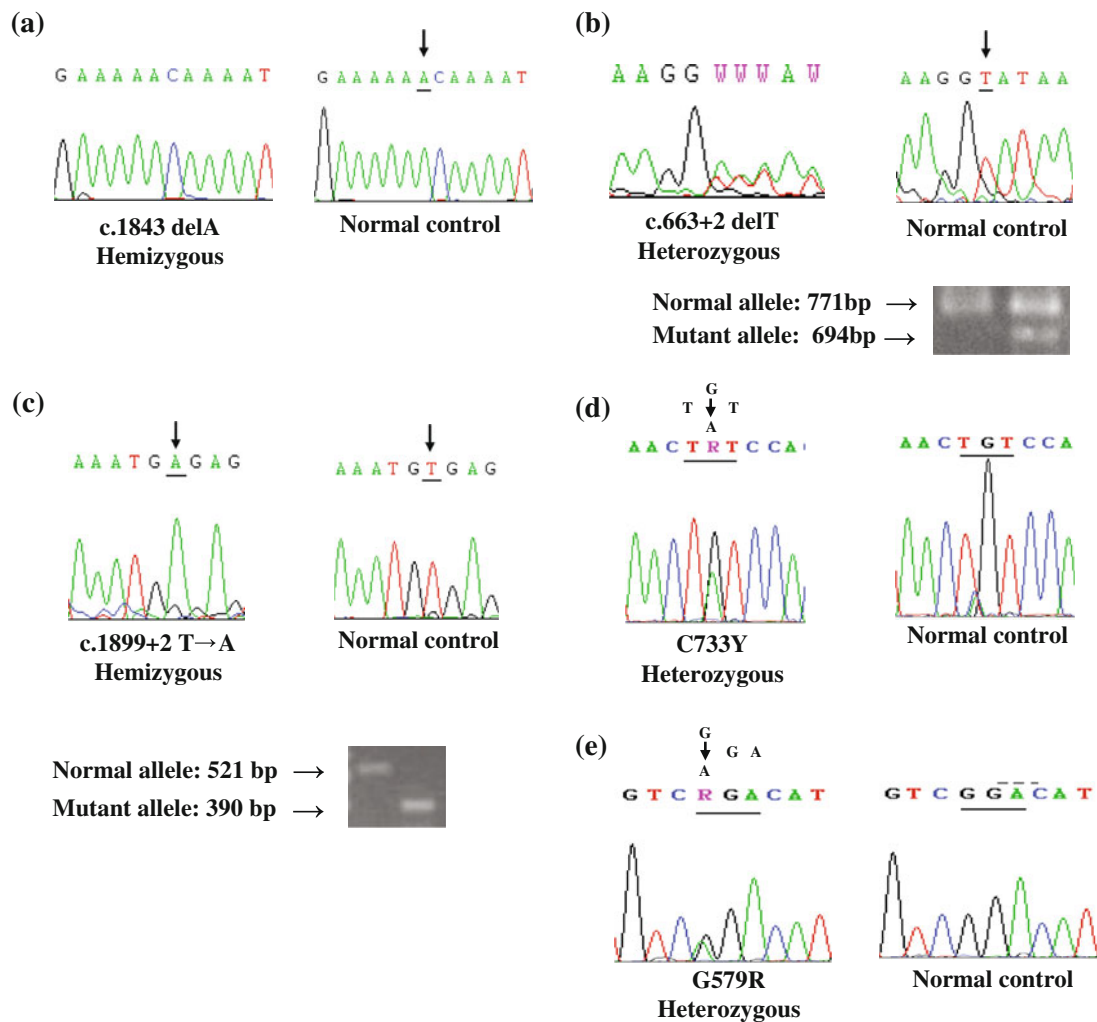 (a)
G A A A A A C A A A A T
G A A A A A A C A A A A T
c.1843 delA
Hemizygous
Normal control
(b)
A A G G W W W A W
A A G G T A T A A
c.663+2 delT
Heterozygous
Normal control
Normal allele: 771bp →
Mutant allele: 694bp →
(c)
A A A T G A G A G
A A A T G T G A G
c.1899+2 T→A
Hemizygous
Normal control
Normal allele: 521 bp →
Mutant allele: 390 bp →
(d)
G
T T
A
A A C T R T C C A
A A C T G T C C A
C733Y
Heterozygous
Normal control
(e)
G
G A
A
G T C R G A C A T
G T C G G A C A T
G579R
Heterozygous
Normal control